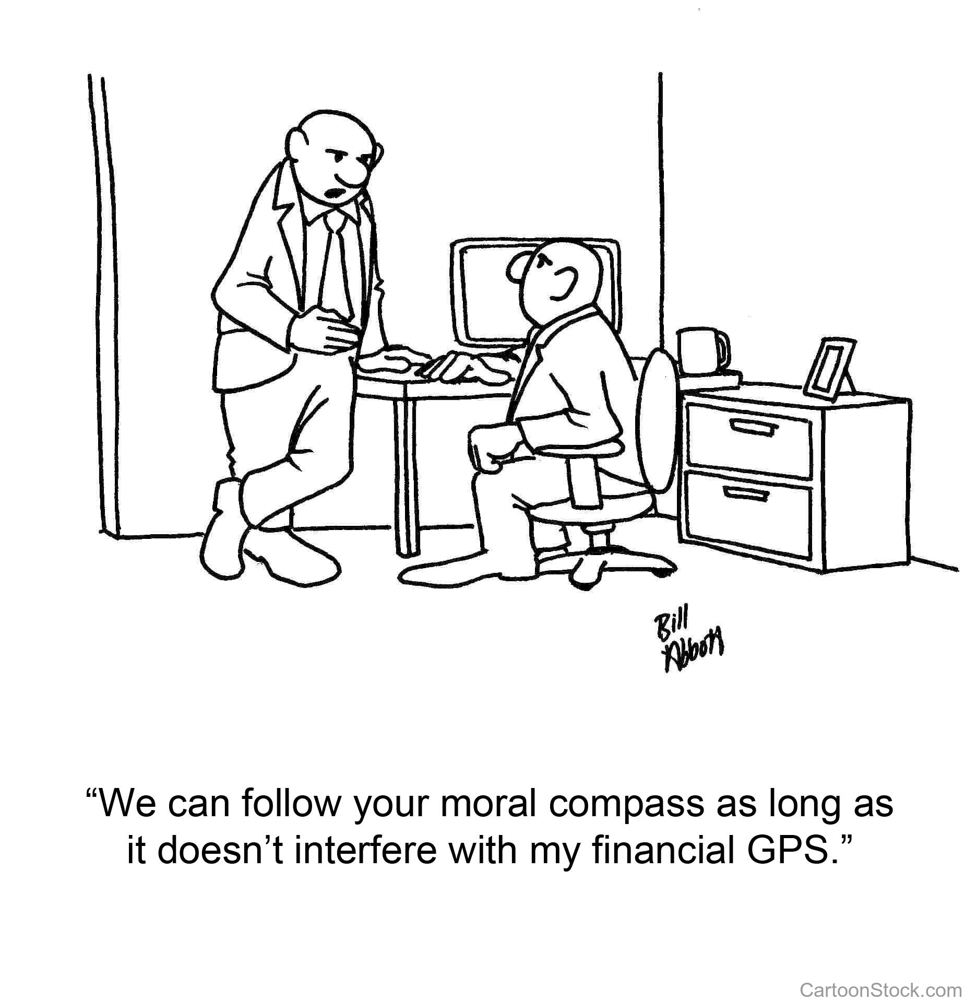 Bill
Abbott
“We can follow your moral compass as long as
it doesn’t interfere with my financial GPS.”
CartoonStock.com